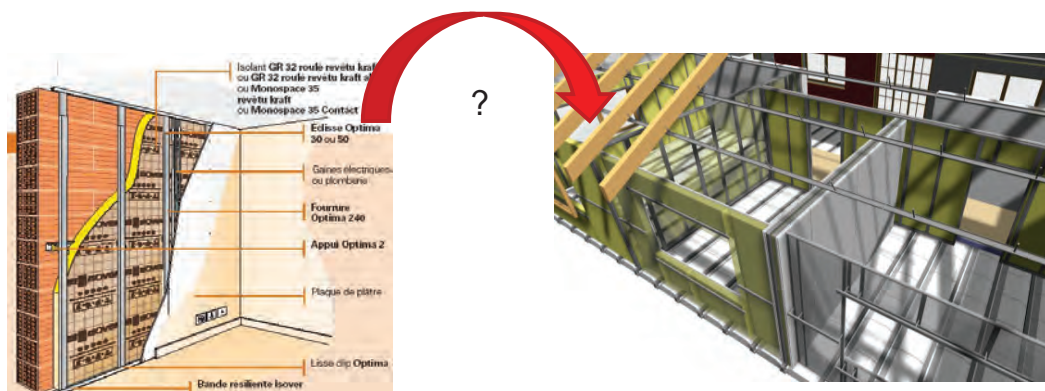 Isolant GR 32 roulé revêtu kraft
ou GR 32 roulé revêtu kraft al
ou Monospace 35
revêtu kraft
ou Monospace 35 Contact
?
Eclisse Optima
30 ou 50
Gaines électriques
ou plomberie
Fourrure
Optima 240
Appui Optima 2
Plaque de plâtre
Lisse clip Optima
Bande résiliente Isover